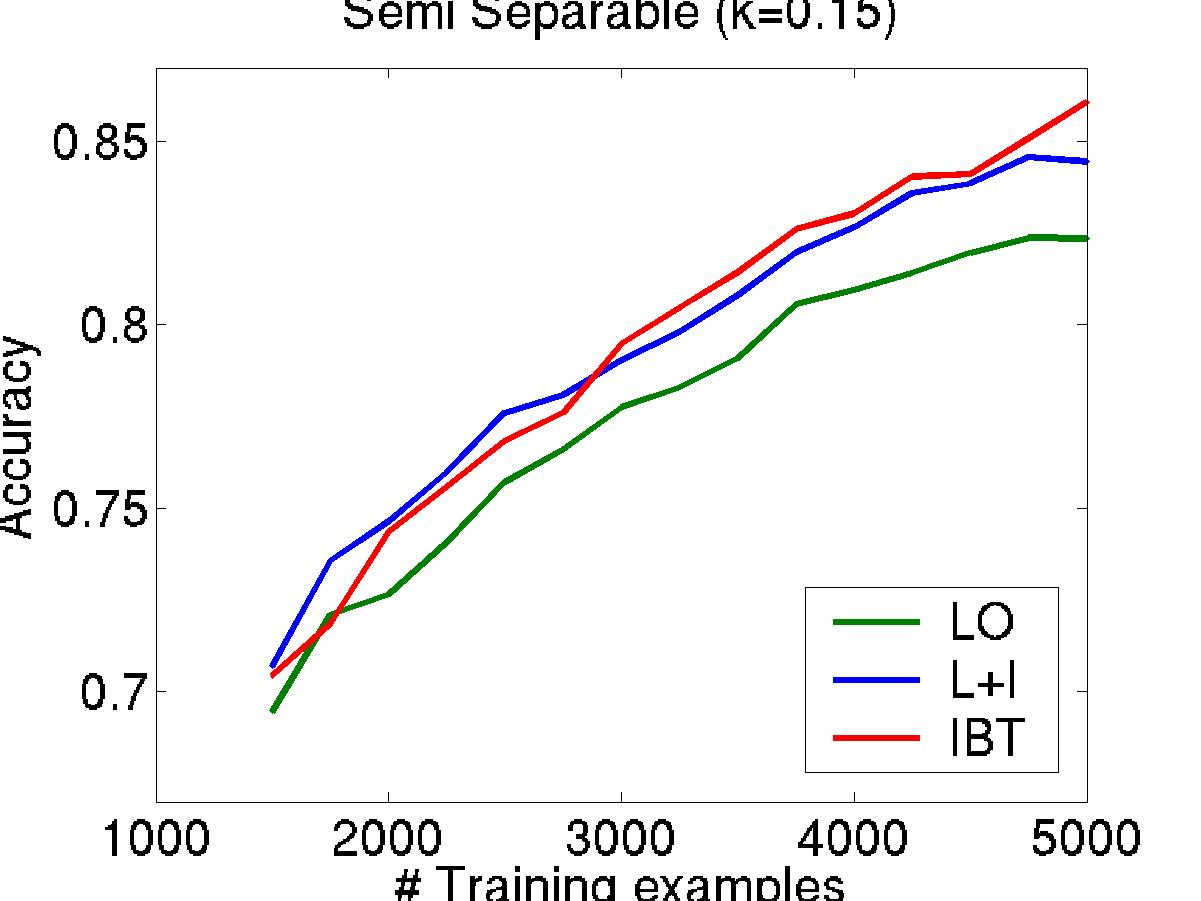 Semi Separable (k=0.15)
0.85
0.8
0.75
0.7
Accuracy
LO
L+I
IBT
1000 2000 3000 4000 5000
# Training examples